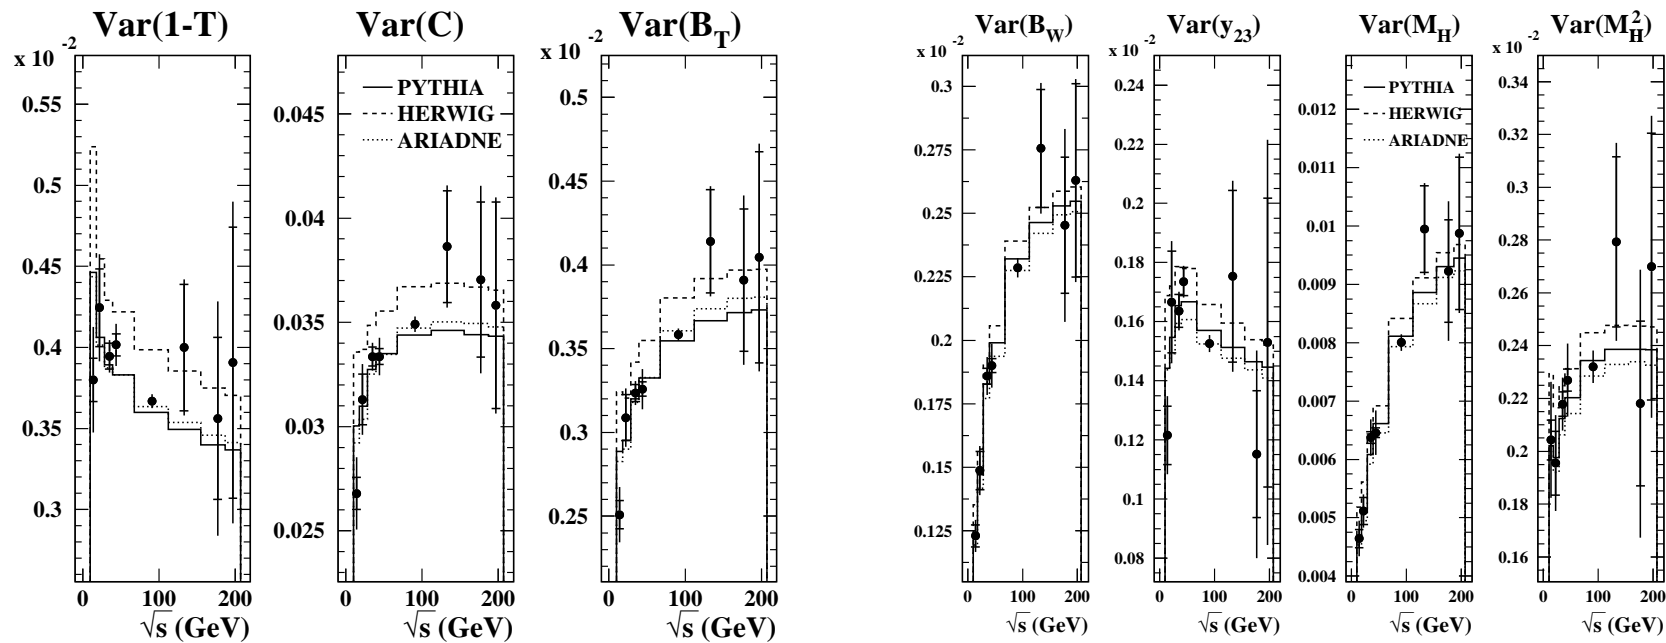 Var(1-T)
x 10 -2
0.55
0.5
0.45
0.4
0.35
0.3
0 100 200
√s (GeV)
Var(C)
PYTHIA
HERWIG
ARIADNE
0.045
0.04
0.035
0.03
0.025
0 100 200
√s (GeV)
Var(B_T)
x 10 -2
0.5
0.45
0.4
0.35
0.3
0.25
0 100 200
√s (GeV)
Var(B_W)
x 10 -2
0.3
0.275
0.25
0.225
0.2
0.175
0.15
0.125
0 100 200
√s (GeV)
Var(y_23)
x 10 -2
0.24
0.22
0.2
0.18
0.16
0.14
0.12
0.1
0.08
0 100 200
√s (GeV)
Var(M_H)
PYTHIA
HERWIG
ARIADNE
0.012
0.011
0.01
0.009
0.008
0.007
0.006
0.005
0.004
0 100 200
√s (GeV)
Var(M_H^2)
x 10 -2
0.34
0.32
0.3
0.28
0.26
0.24
0.22
0.2
0.18
0.16
0 100 200
√s (GeV)